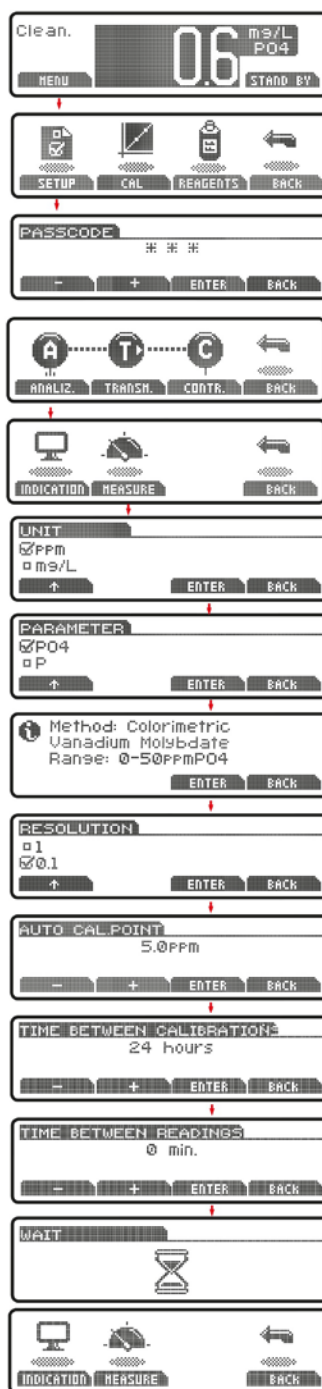 Clean.
0.6
mg/L
PO4
MENU
STAND BY
SETUP CAL REAGENTS BACK
PASSCODE
* * *
- + ENTER BACK
A T C
ANALIZ. TRANSM. CONTR. BACK
INDICATION MEASURE BACK
UNIT
ppm
mg/L
↑ ENTER BACK
PARAMETER
PO4
P
↑ ENTER BACK
Method: Colorimetric
Vanadium Molybdate
Range: 0-50ppmPO4
ENTER BACK
RESOLUTION
1
0.1
↑ ENTER BACK
AUTO CAL.POINT
5.0ppm
- + ENTER BACK
TIME BETWEEN CALIBRATIONS
24 hours
- + ENTER BACK
TIME BETWEEN READINGS
0 min.
- + ENTER BACK
WAIT
INDICATION MEASURE BACK